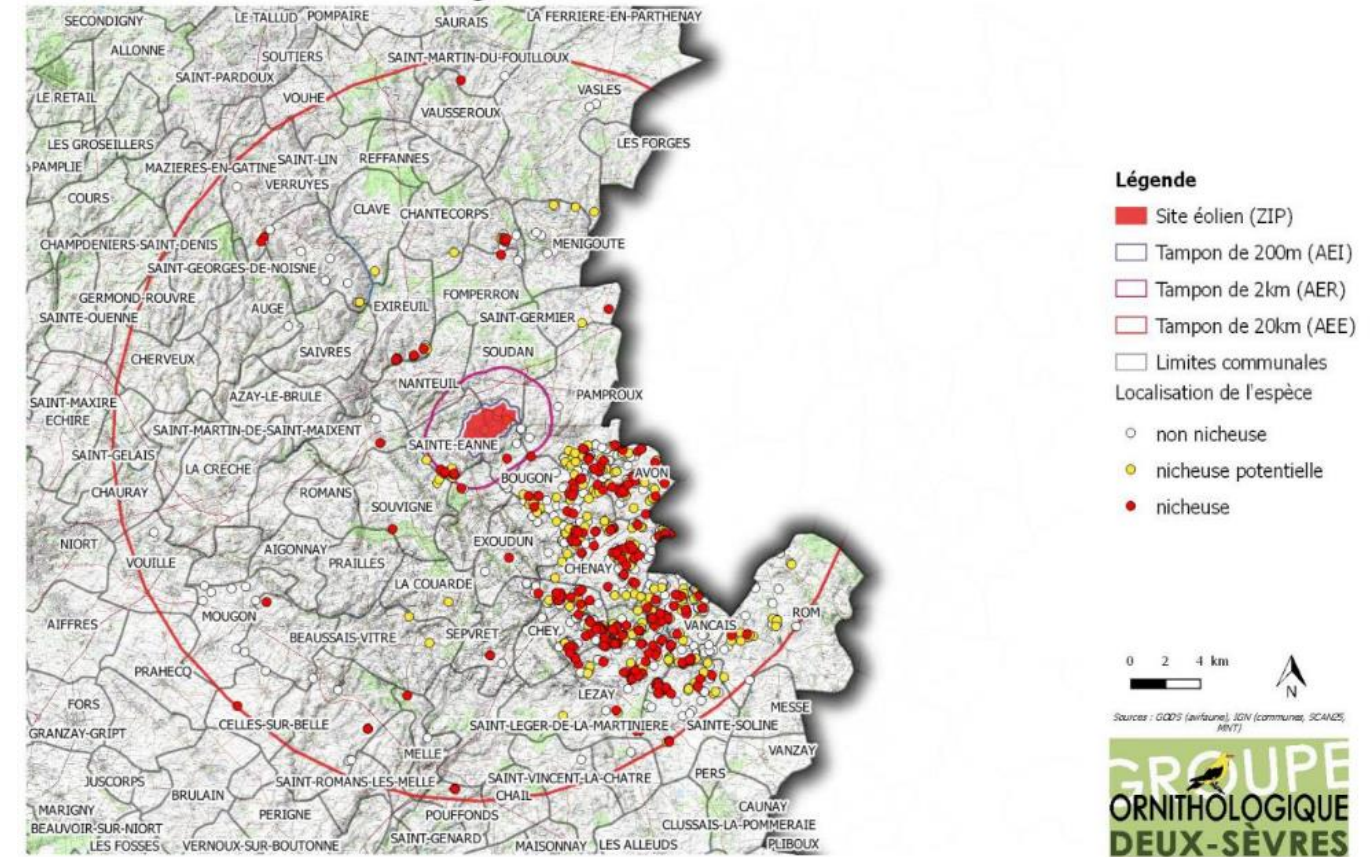 SECONDIGNY
LE TALLUD
POMPAIRE
SAURAIS
LA FERRIERE-EN-PARTHENAY
ALLONNE
SOUTIERS
SAINT-MARTIN-DU-FOUILLOUX
SAINT-PARDOUX
LE RETAIL
VOUHE
VASLES
VAUSSEROUX
LES GROSEILLERS
LES FORGES
PAMPLIE
MAZIERES-EN-GATINE
SAINT-LIN
REFFANNES
VERRUYES
COURS
CLAVE
CHANTECORPS
CHAMPDENIERS-SAINT-DENIS
MENIGOUTE
SAINT-GEORGES-DE-NOISNE
GERMOND-ROUVRE
FOMPERRON
SAINTE-OUENNE
AUGE
EXIREUIL
SAINT-GERMIER
CHERVEUX
SAIVRES
SOUDAN
NANTEUIL
PAMPROUX
SAINT-MAXIRE
AZAY-LE-BRULE
ECHIRE
SAINT-MARTIN-DE-SAINT-MAIXENT
SAINTE-EANNE
SAINT-GELAIS
LA CRECHE
AVON
BOUGON
CHAURAY
ROMANS
SOUVIGNE
NIORT
EXOUDUN
AIGONNAY
VOUILLE
PRAILLES
CHENAY
LA COUARDE
MOUGON
ROM
AIFFRES
BEAUSSAIS-VITRE
SEPVRET
CHEY
VANCAIS
PRAHECQ
LEZAY
FORS
MESSE
CELLES-SUR-BELLE
SAINT-LEGER-DE-LA-MARTINIERE
SAINTE-SOLINE
GRANZAY-GRIPT
MELLE
VANZAY
JUSCORPS
SAINT-ROMANS-LES-MELLE
SAINT-VINCENT-LA-CHATRE
PERS
BRULAIN
CHAIL
MARIGNY
PERIGNE
POUFFONDS
CAUNAY
BEAUVOIR-SUR-NIORT
CLUSSAIS-LA-POMMERAIE
LES FOSSES
VERNOUX-SUR-BOUTONNE
SAINT-GENARD
MAISONNAY
LES ALLEUDS
PLIBOUX
Légende
Site éolien (ZIP)
Tampon de 200m (AEI)
Tampon de 2km (AER)
Tampon de 20km (AEE)
Limites communales
Localisation de l'espèce
non nicheuse
nicheuse potentielle
nicheuse
0 2 4 km
N
Sources : GODS (avifaune), IGN (communes, SCAN25,
MNT)
GROUPE
ORNITHOLOGIQUE
DEUX-SÈVRES